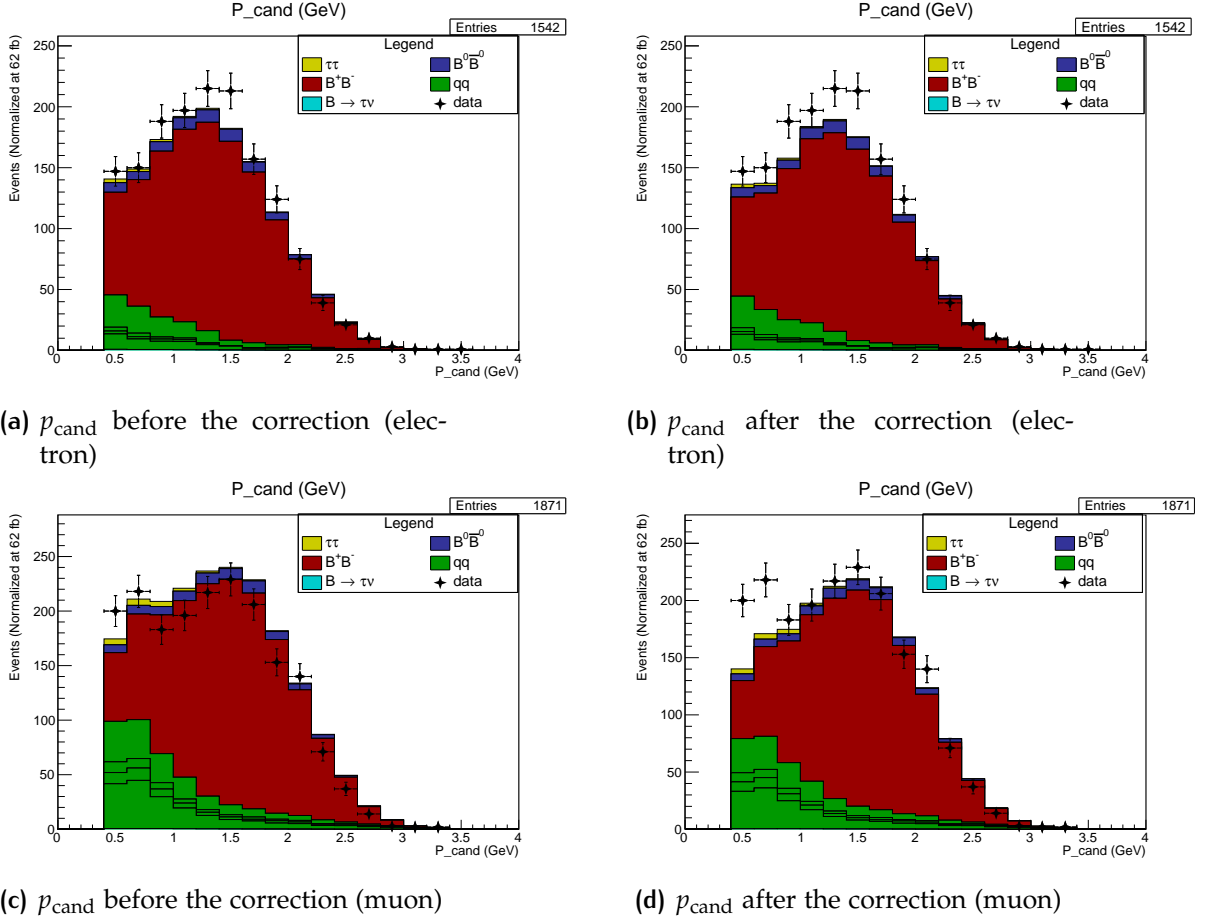 P_cand (GeV)
Entries 1542
Events (Normalized at 62 fb)
Legend
ττ B⁰B̅⁰
B⁺B⁻ qq
B → τν data
0 50 100 150 200 250
0 0.5 1 1.5 2 2.5 3 3.5 4
P_cand (GeV)
(a) p_cand before the correction (elec-
tron)
P_cand (GeV)
Entries 1542
Events (Normalized at 62 fb)
Legend
ττ B⁰B̅⁰
B⁺B⁻ qq
B → τν data
0 50 100 150 200 250
0 0.5 1 1.5 2 2.5 3 3.5 4
P_cand (GeV)
(b) p_cand after the correction (elec-
tron)
P_cand (GeV)
Entries 1871
Events (Normalized at 62 fb)
Legend
ττ B⁰B̅⁰
B⁺B⁻ qq
B → τν data
0 50 100 150 200 250
0 0.5 1 1.5 2 2.5 3 3.5 4
P_cand (GeV)
(c) p_cand before the correction (muon)
P_cand (GeV)
Entries 1871
Events (Normalized at 62 fb)
Legend
ττ B⁰B̅⁰
B⁺B⁻ qq
B → τν data
0 50 100 150 200 250
0 0.5 1 1.5 2 2.5 3 3.5 4
P_cand (GeV)
(d) p_cand after the correction (muon)